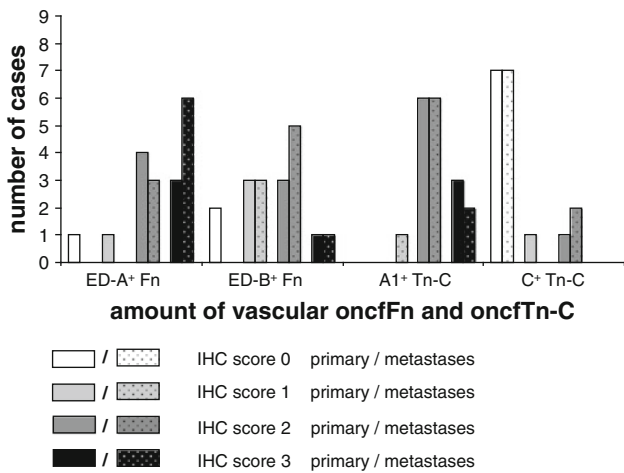 number of cases
9
8
7
6
5
4
3
2
1
0
ED-A⁺ Fn ED-B⁺ Fn A1⁺ Tn-C C⁺ Tn-C
amount of vascular oncfFn and oncfTn-C
/ IHC score 0 primary / metastases
/ IHC score 1 primary / metastases
/ IHC score 2 primary / metastases
/ IHC score 3 primary / metastases